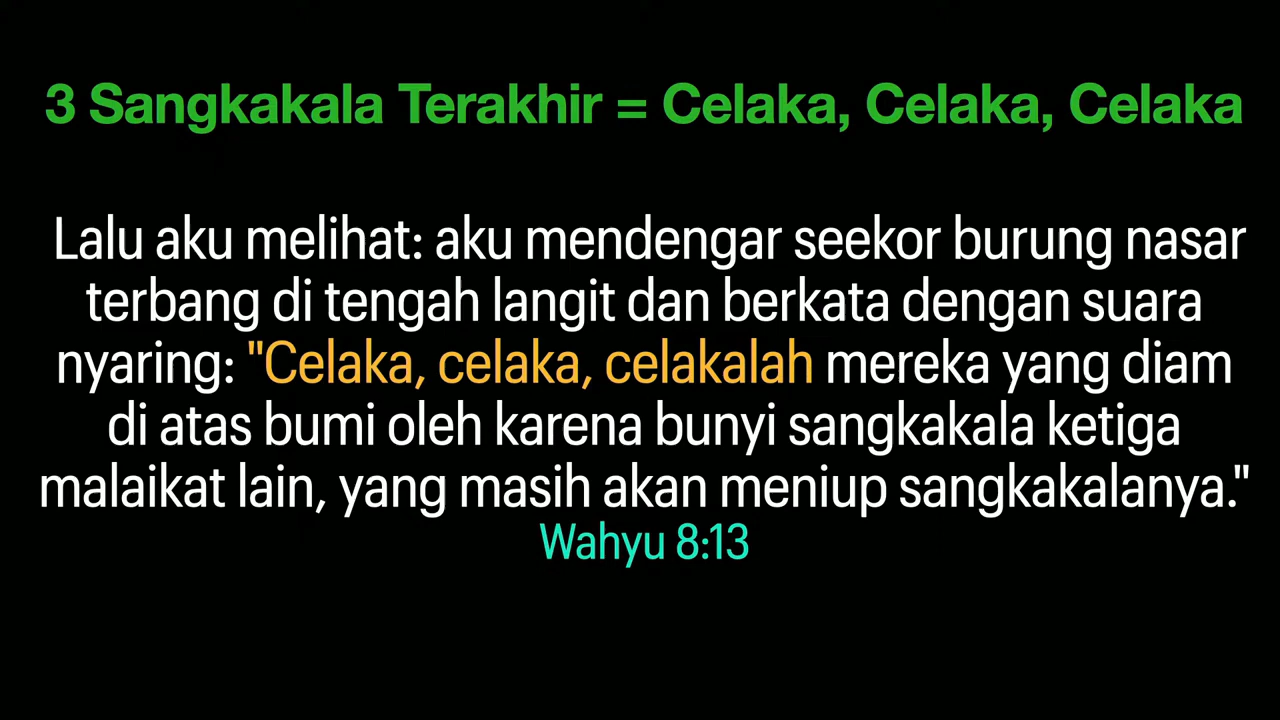 3 Sangkakala Terakhir = Celaka, Celaka, Celaka
Lalu aku melihat: aku mendengar seekor burung nasar
terbang di tengah langit dan berkata dengan suara
nyaring: "Celaka, celaka, celakalah mereka yang diam
di atas bumi oleh karena bunyi sangkakala ketiga
malaikat lain, yang masih akan meniup sangkakalanya."
Wahyu 8:13